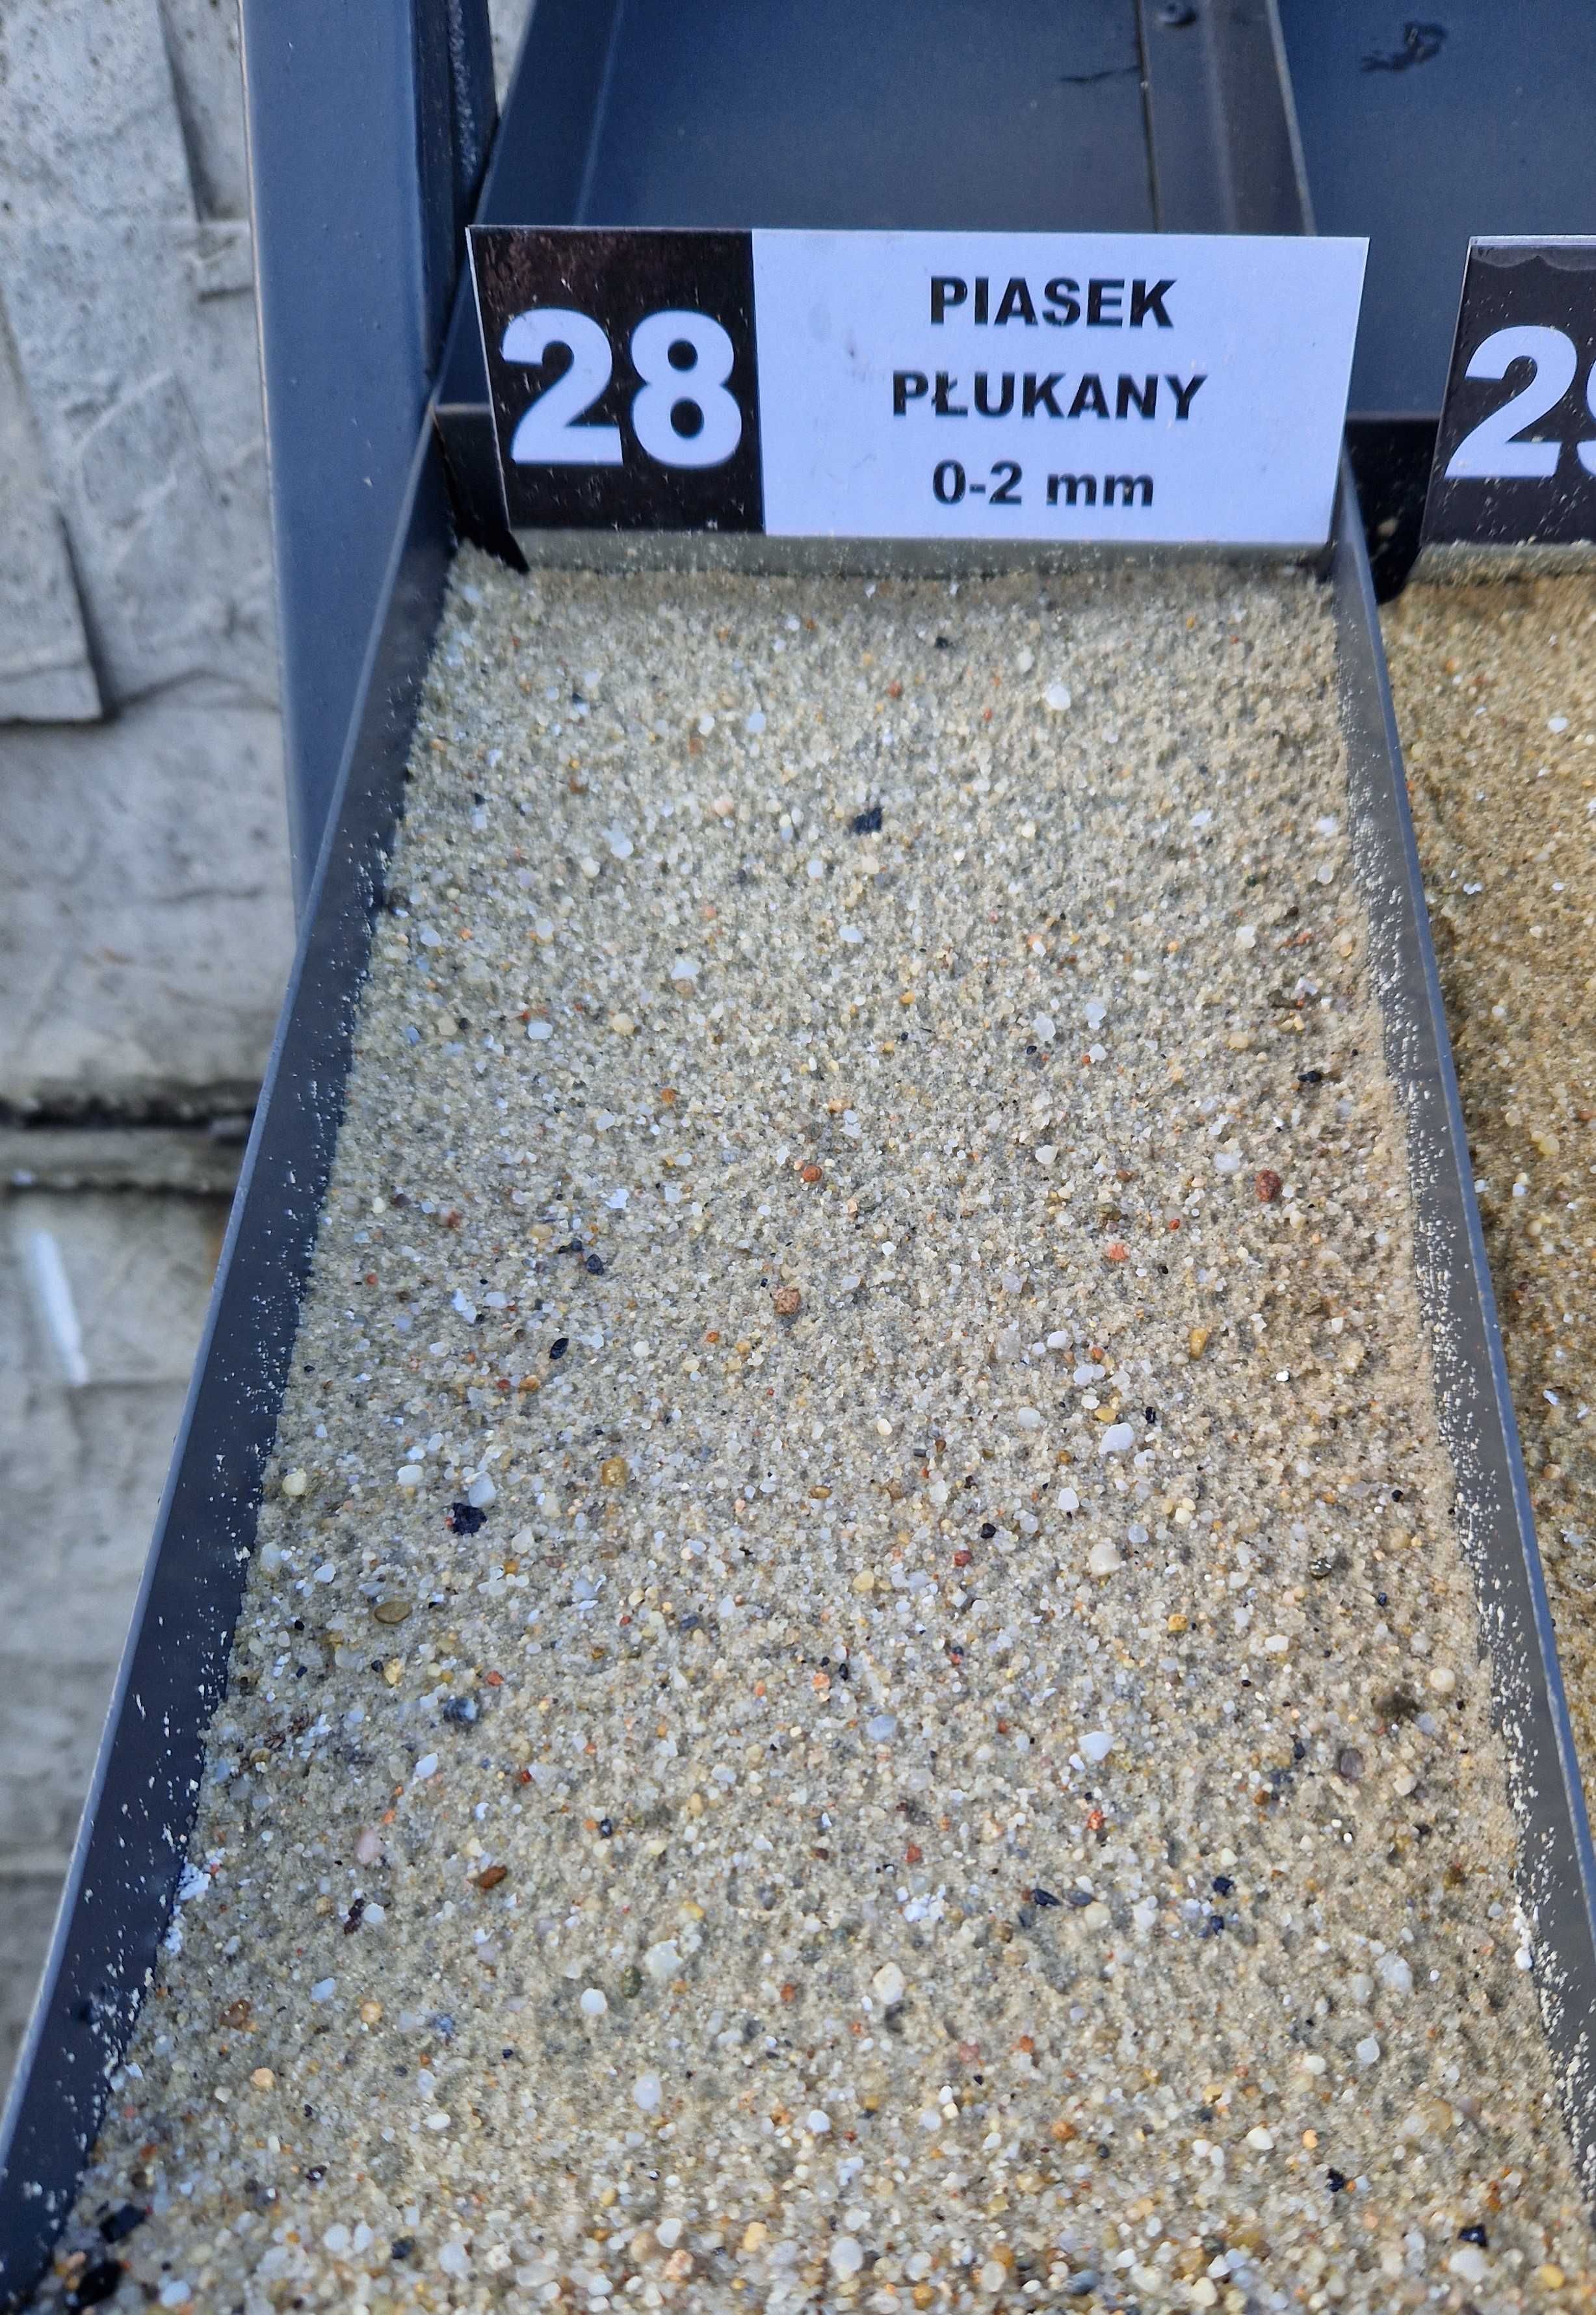 28
PIASEK
PŁUKANY
0-2 mm